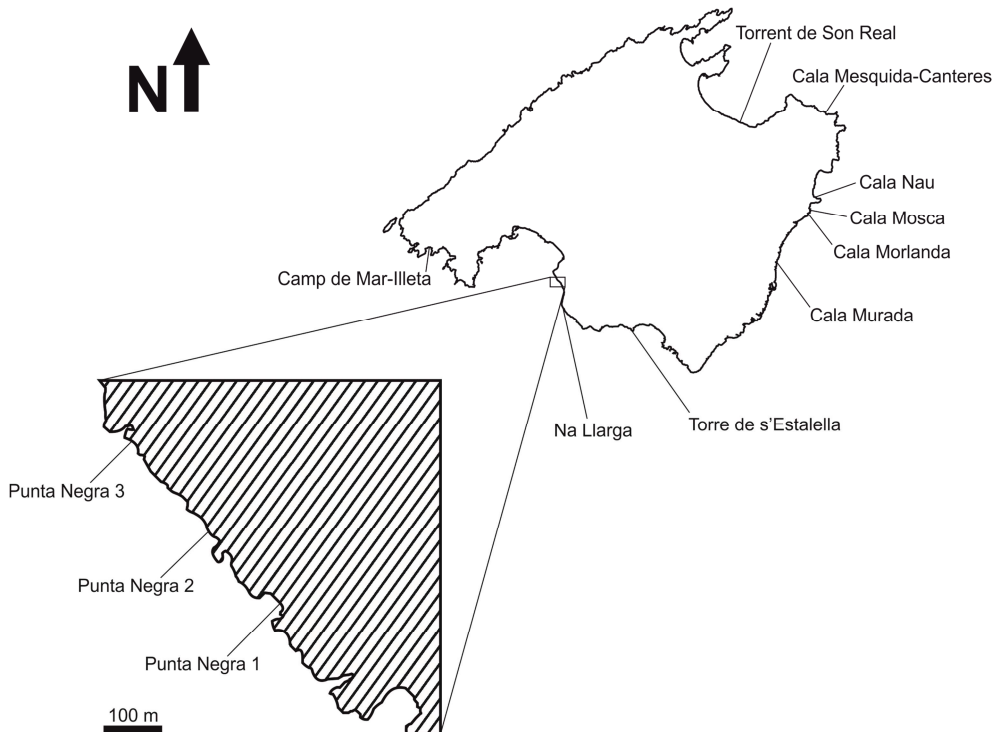 Torrent de Son Real
N
Cala Mesquida-Canteres
Cala Nau
Cala Mosca
Cala Morlanda
Camp de Mar-Illeta
Cala Murada
Na Llarga
Torre de s'Estalella
Punta Negra 3
Punta Negra 2
Punta Negra 1
100 m